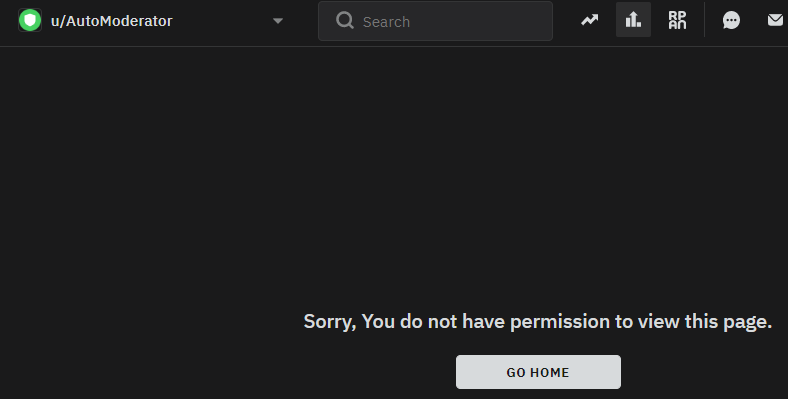 u/AutoModerator
Search
RP
AN
Sorry, You do not have permission to view this page.
GO HOME